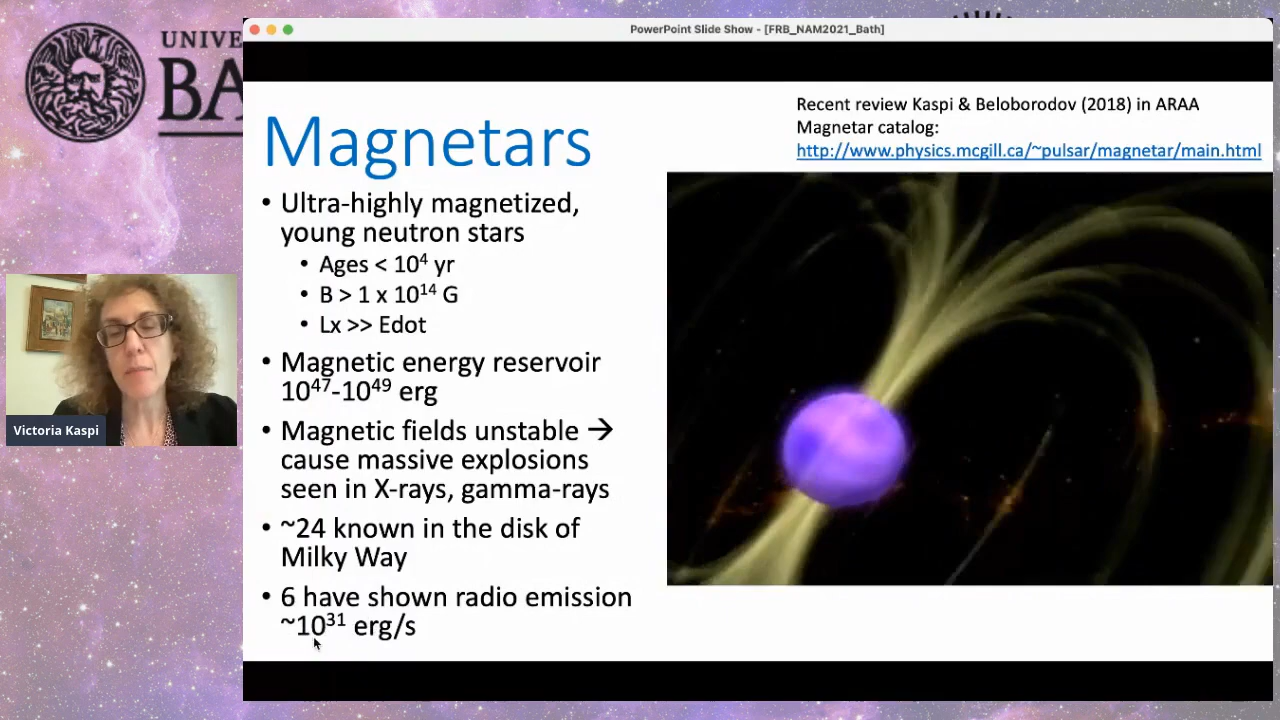 UNIVE
BA
PowerPoint Slide Show - [FRB_NAM2021_Bath]
Recent review Kaspi & Beloborodov (2018) in ARAA
Magnetar catalog:
http://www.physics.mcgill.ca/~pulsar/magnetar/main.html
Magnetars
• Ultra-highly magnetized,
young neutron stars
• Ages < 10⁴ yr
• B > 1 x 10¹⁴ G
• Lx >> Edot
• Magnetic energy reservoir
10⁴⁷-10⁴⁹ erg
• Magnetic fields unstable →
cause massive explosions
seen in X-rays, gamma-rays
• ~24 known in the disk of
Milky Way
• 6 have shown radio emission
~10³¹ erg/s
Victoria Kaspi